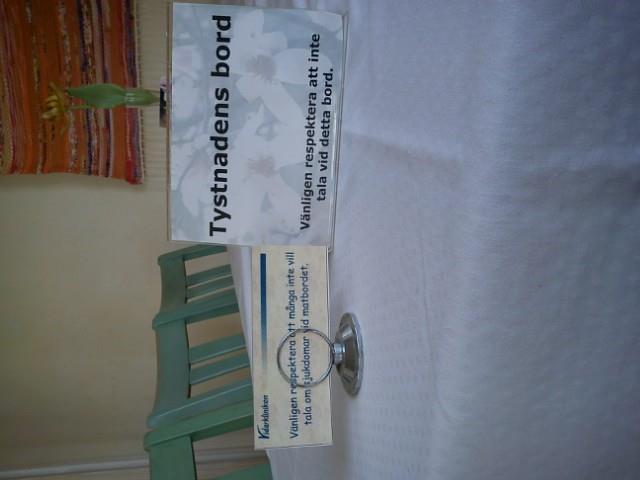 Tystnadens bord
Vänligen respektera att inte
tala vid detta bord.
Vidarkliniken
Vänligen respektera att många inte vill
tala om sjukdomar vid matbordet.